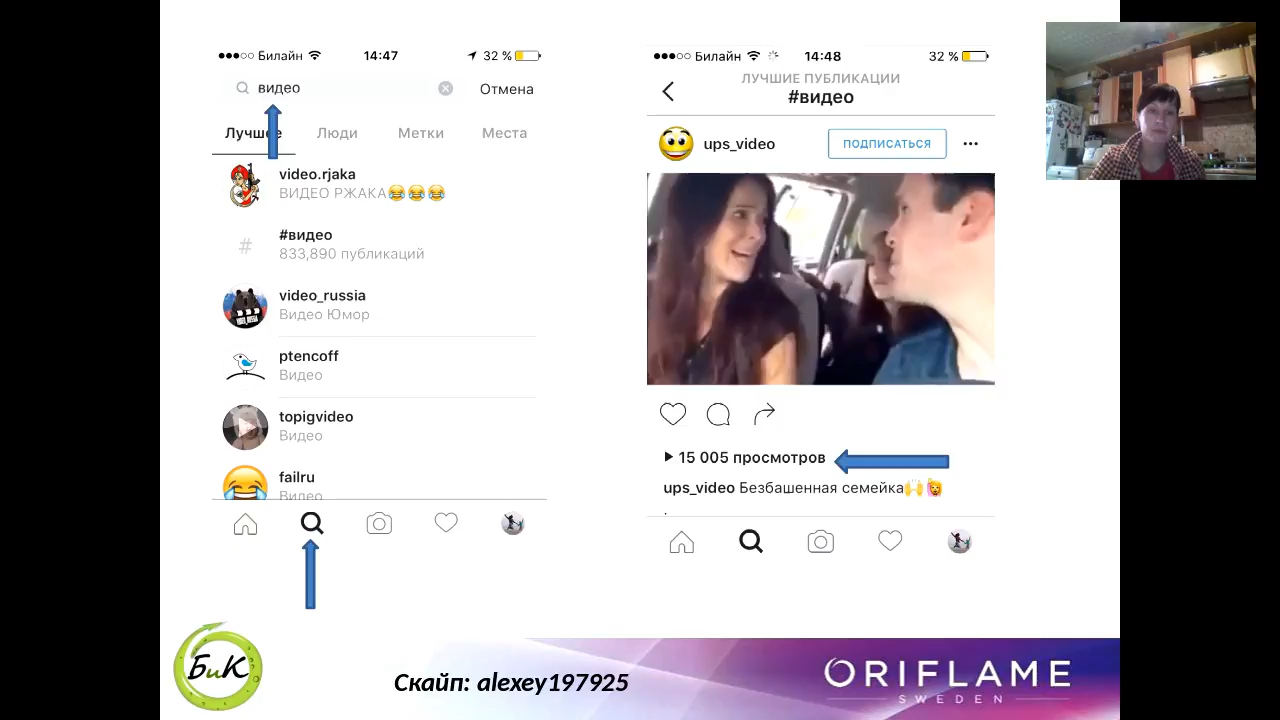 Билайн 14:47 32 %
видео Отмена
Лучшее Люди Метки Места
video.rjaka
ВИДЕО РЖАКА😂😂😂
#видео
833,890 публикаций
video_russia
Видео Юмор
ptencoff
Видео
topigvideo
Видео
failru
Видео
Билайн 14:48 32 %
ЛУЧШИЕ ПУБЛИКАЦИИ
#видео
ups_video ПОДПИСАТЬСЯ
15 005 просмотров
ups_video Безбашенная семейка🙌🙋
.
БиК
Скайп: alexey197925
ORIFLAME
SWEDEN